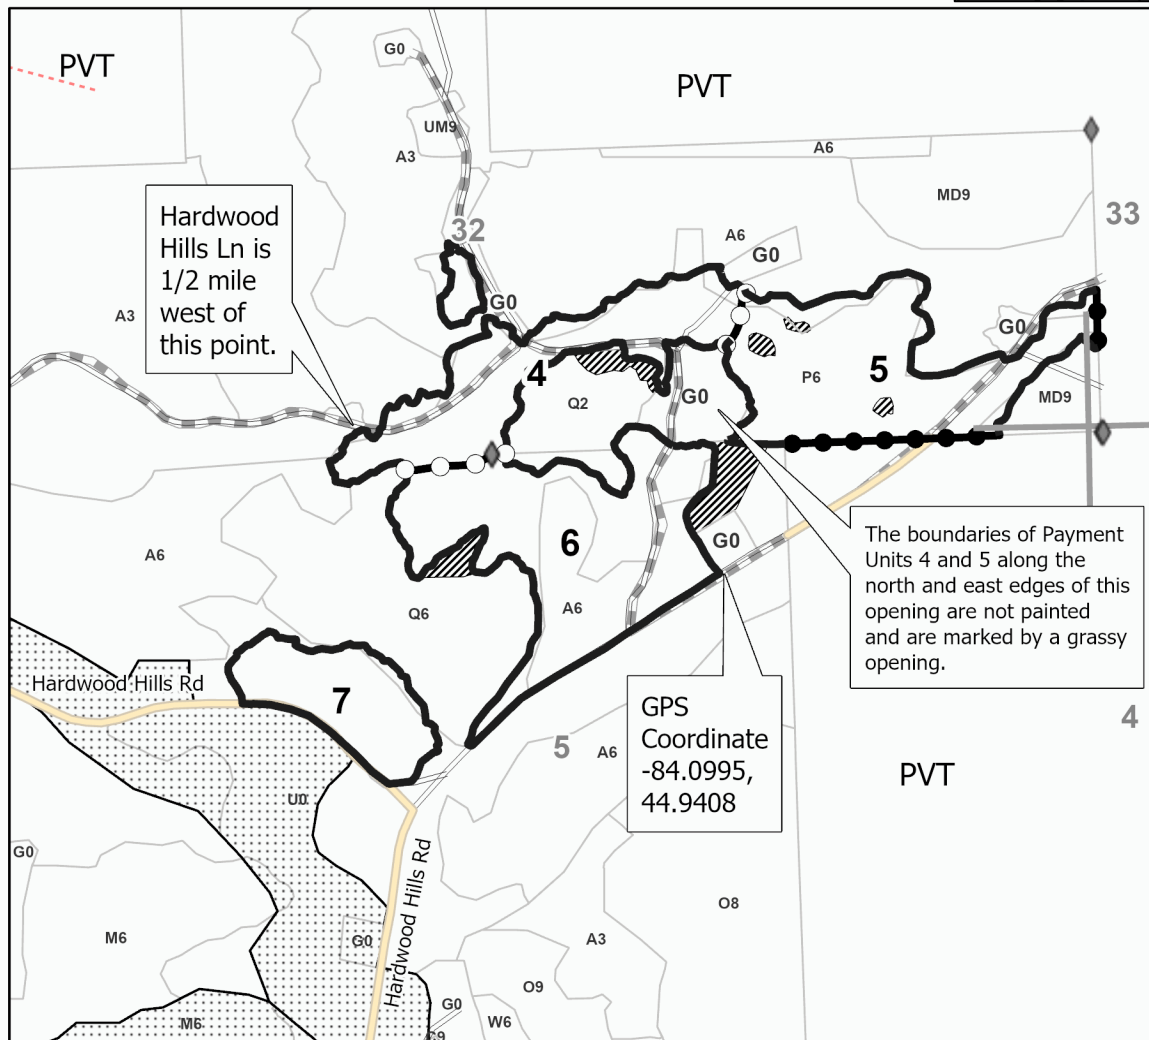 G0
PVT
PVT
UM9
A3
A6
MD9
33
32
Hardwood
Hills Ln is
1/2 mile
west of
this point.
A6
G0
G0
A3
G0
4
5
P6
Q2
G0
MD9
A6
6
G0
The boundaries of Payment
Units 4 and 5 along the
north and east edges of this
opening are not painted
and are marked by a grassy
opening.
Q6
A6
Hardwood Hills Rd
7
GPS
Coordinate
-84.0995,
44.9408
5
A6
4
PVT
U0
G0
Hardwood Hills Rd
O8
M6
G0
A3
O9
G0
W6
M6